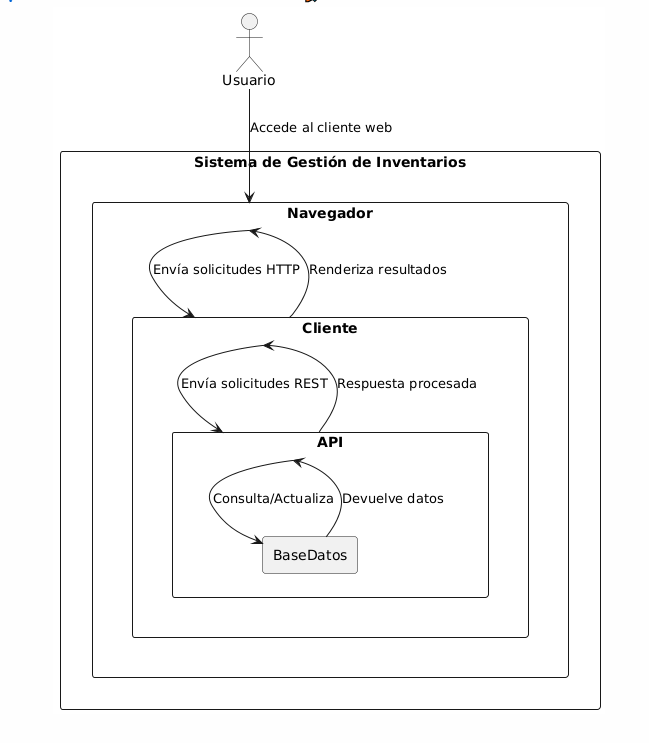 Usuario
Accede al cliente web
Sistema de Gestión de Inventarios
Navegador
Envía solicitudes HTTP
Renderiza resultados
Cliente
Envía solicitudes REST
Respuesta procesada
API
Consulta/Actualiza
Devuelve datos
BaseDatos